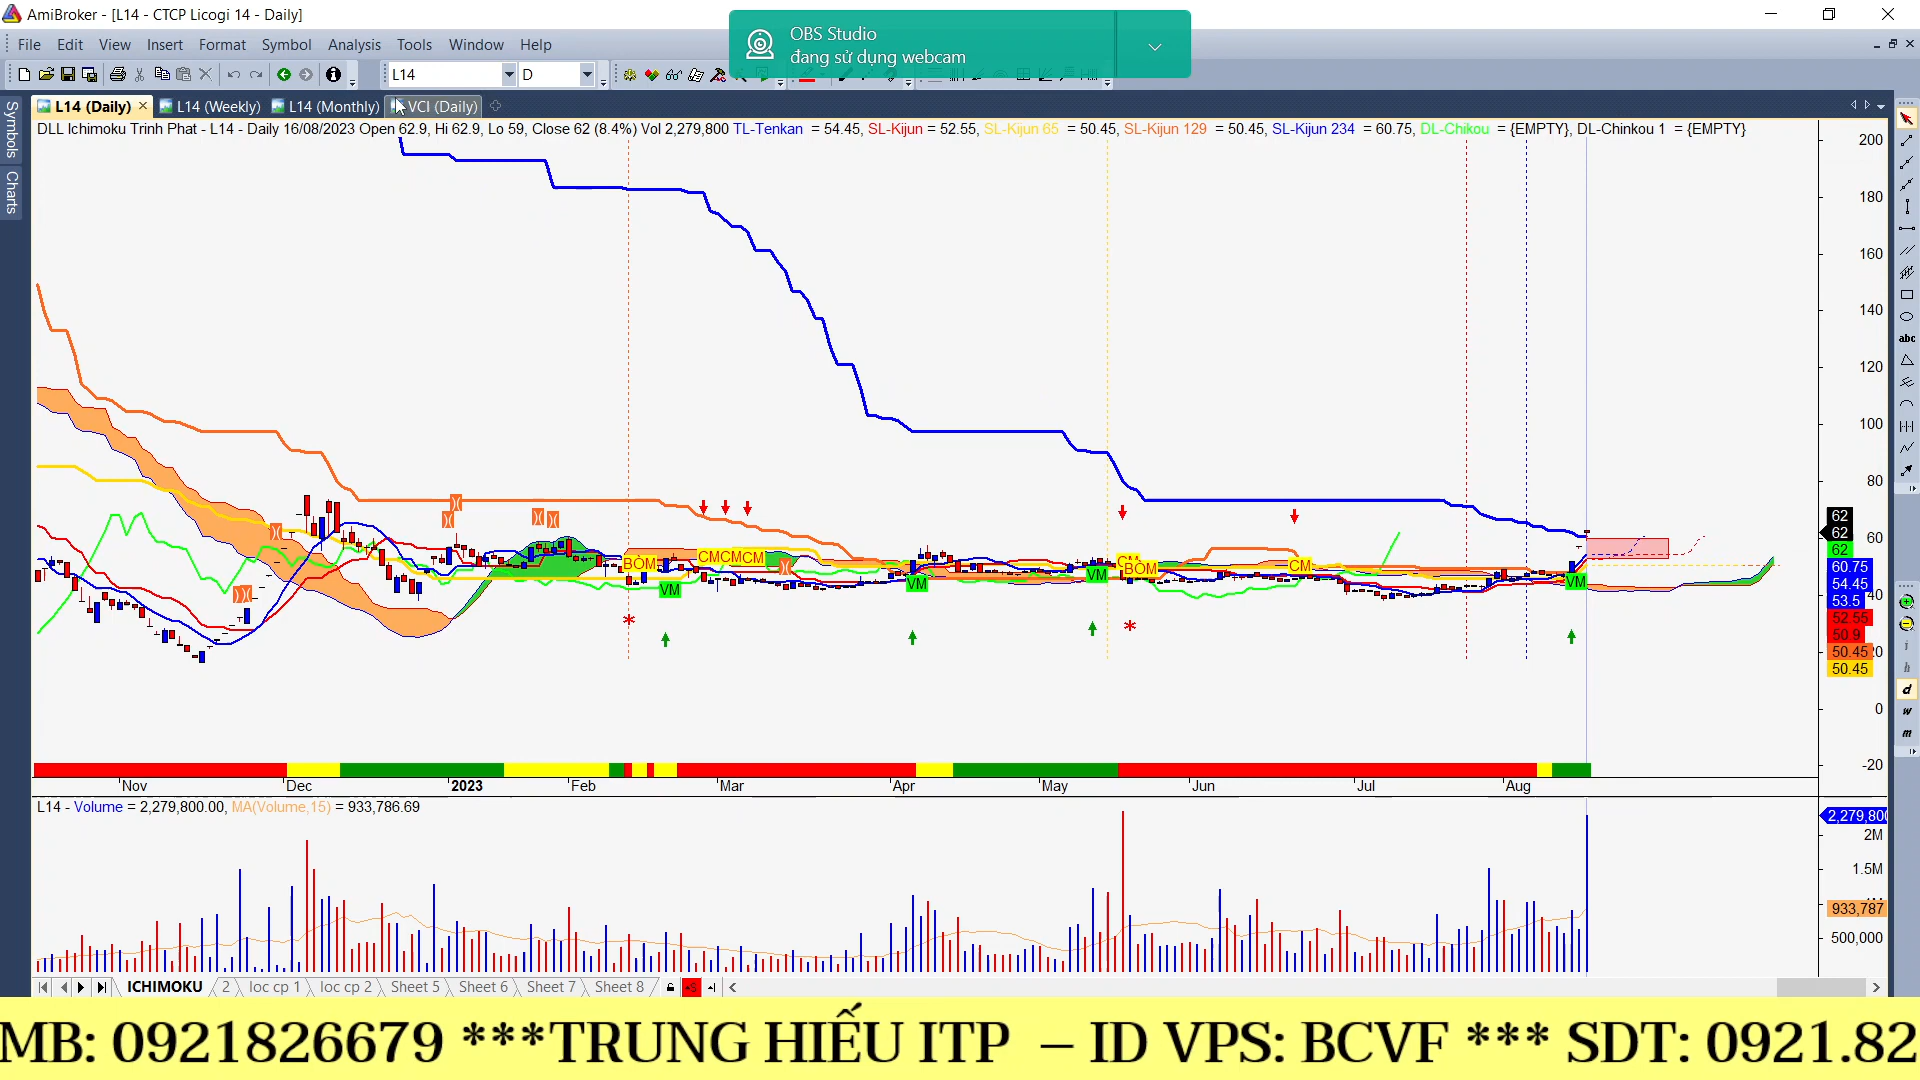 AmiBroker - [L14 - CTCP Licogi 14 - Daily]
OBS Studio
đang sử dụng webcam
File Edit View Insert Format Symbol Analysis Tools Window Help
L14 D
L14 (Daily) L14 (Weekly) L14 (Monthly) VCI (Daily)
Symbols
Charts
DLL Ichimoku Trinh Phat - L14 - Daily 16/08/2023 Open 62.9, Hi 62.9, Lo 59, Close 62 (8.4%) Vol 2,279,800 TL-Tenkan = 54.45, SL-Kijun = 52.55, SL-Kijun 65 = 50.45, SL-Kijun 129 = 50.45, SL-Kijun 234 = 60.75, DL-Chikou = {EMPTY}, DL-Chinkou 1 = {EMPTY}
200
180
160
140
120
100
80
62
62
60
62
60.75
54.45
53.5
40
52.55
50.9
50.45
20
50.45
0
-20
abc
BOM VM CMCMCM VM VM CM BOM CM VM
i
h
d
w
m
Nov Dec 2023 Feb Mar Apr May Jun Jul Aug
L14 - Volume = 2,279,800.00, MA(Volume,15) = 933,786.69
2,279,800
2M
1.5M
933,787
500,000
ICHIMOKU 2 loc cp 1 loc cp 2 Sheet 5 Sheet 6 Sheet 7 Sheet 8
MB: 0921826679 ***TRUNG HIẾU ITP – ID VPS: BCVF *** SDT: 0921.82